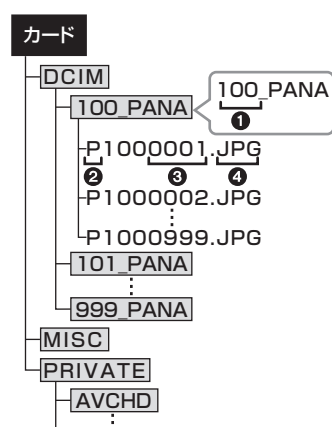 カード
DCIM
100_PANA
100_PANA
❶
P1000001.JPG
❷ ❸ ❹
P1000002.JPG
P1000999.JPG
101_PANA
999_PANA
MISC
PRIVATE
AVCHD